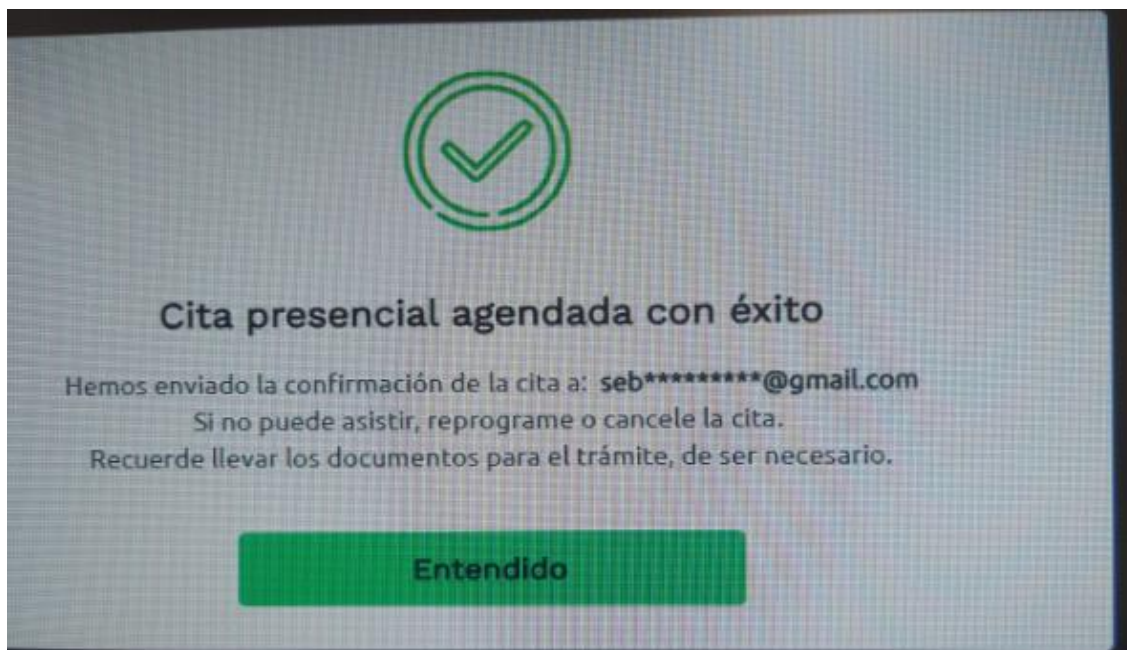 Cita presencial agendada con éxito
Hemos enviado la confirmación de la cita a: seb*********@gmail.com
Si no puede asistir, reprograme o cancele la cita.
Recuerde llevar los documentos para el trámite, de ser necesario.
Entendido